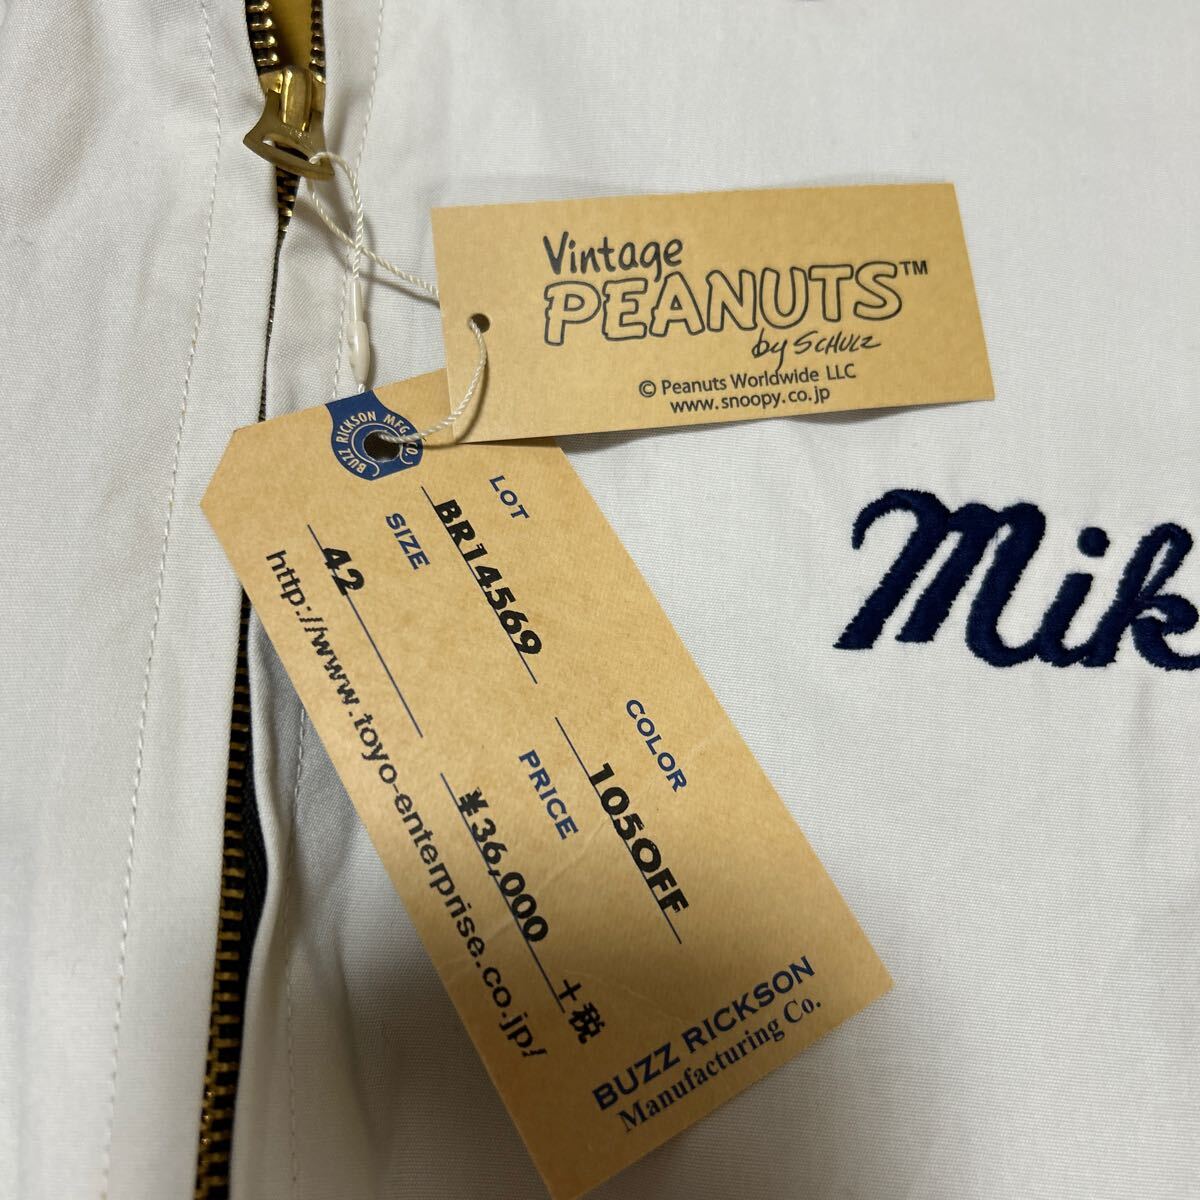 Vintage
PEANUTS™
by SCHULZ
© Peanuts Worldwide LLC
www.snoopy.co.jp
BUZZ RICKSON MFG. CO.
LOT
BR14569
COLOR
105OFF
SIZE
42
PRICE
¥36,000 +税
http://www.toyo-enterprise.co.jp/
BUZZ RICKSON
Manufacturing Co.
Mik